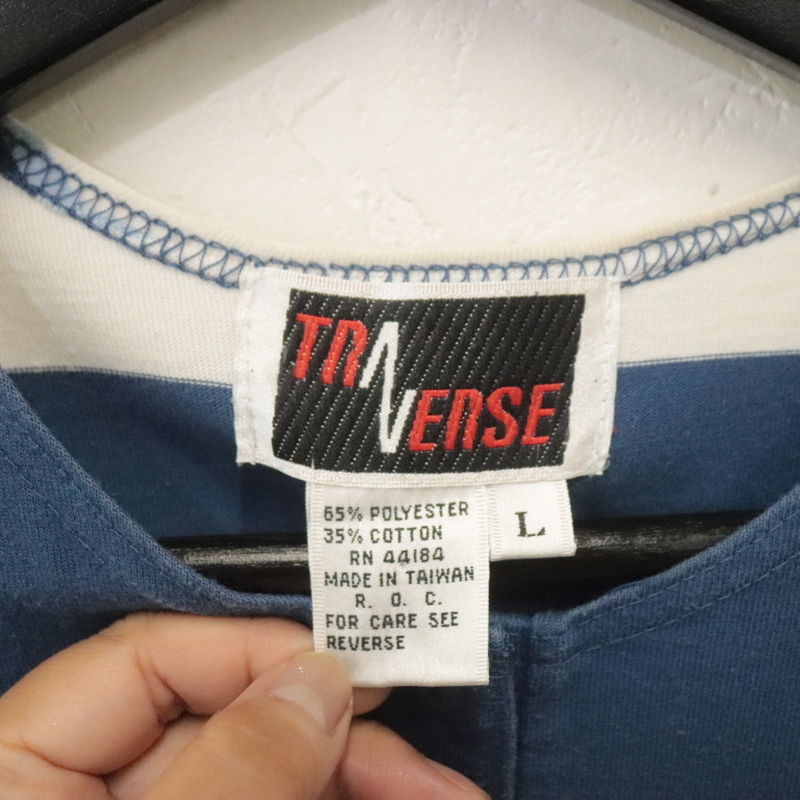 TRAVERSE
65% POLYESTER
35% COTTON
RN 44184
MADE IN TAIWAN
R. O. C.
FOR CARE SEE
REVERSE
L